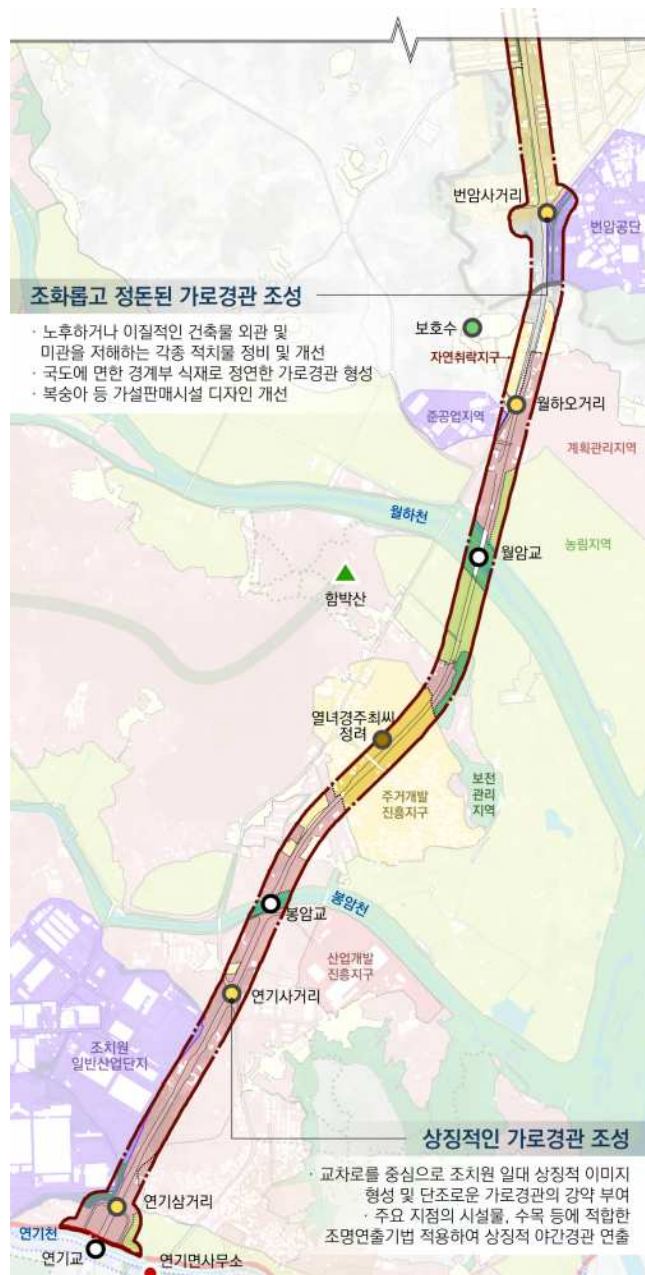 번암사거리
번암공단
조화롭고 정돈된 가로경관 조성
· 노후하거나 이질적인 건축물 외관 및
미관을 저해하는 각종 적치물 정비 및 개선
· 국도에 면한 경계부 식재로 정연한 가로경관 형성
· 복숭아 등 가설판매시설 디자인 개선
보호수
자연취락지구
월하오거리
준공업지역
계획관리지역
월하천
월암교
농림지역
함박산
열녀경주최씨
정려
주거개발
진흥지구
보전
관리
지역
봉암교
봉암천
산업개발
진흥지구
연기사거리
조치원
일반산업단지
상징적인 가로경관 조성
· 교차로를 중심으로 조치원 일대 상징적 이미지
형성 및 단조로운 가로경관의 강약 부여
· 주요 지점의 시설물, 수목 등에 적합한
조명연출기법 적용하여 상징적 야간경관 연출
연기삼거리
연기천
연기교
연기면사무소